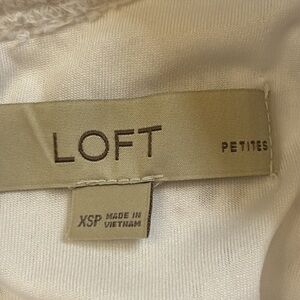 LOFT
PETITES
XSP MADE IN
VIETNAM